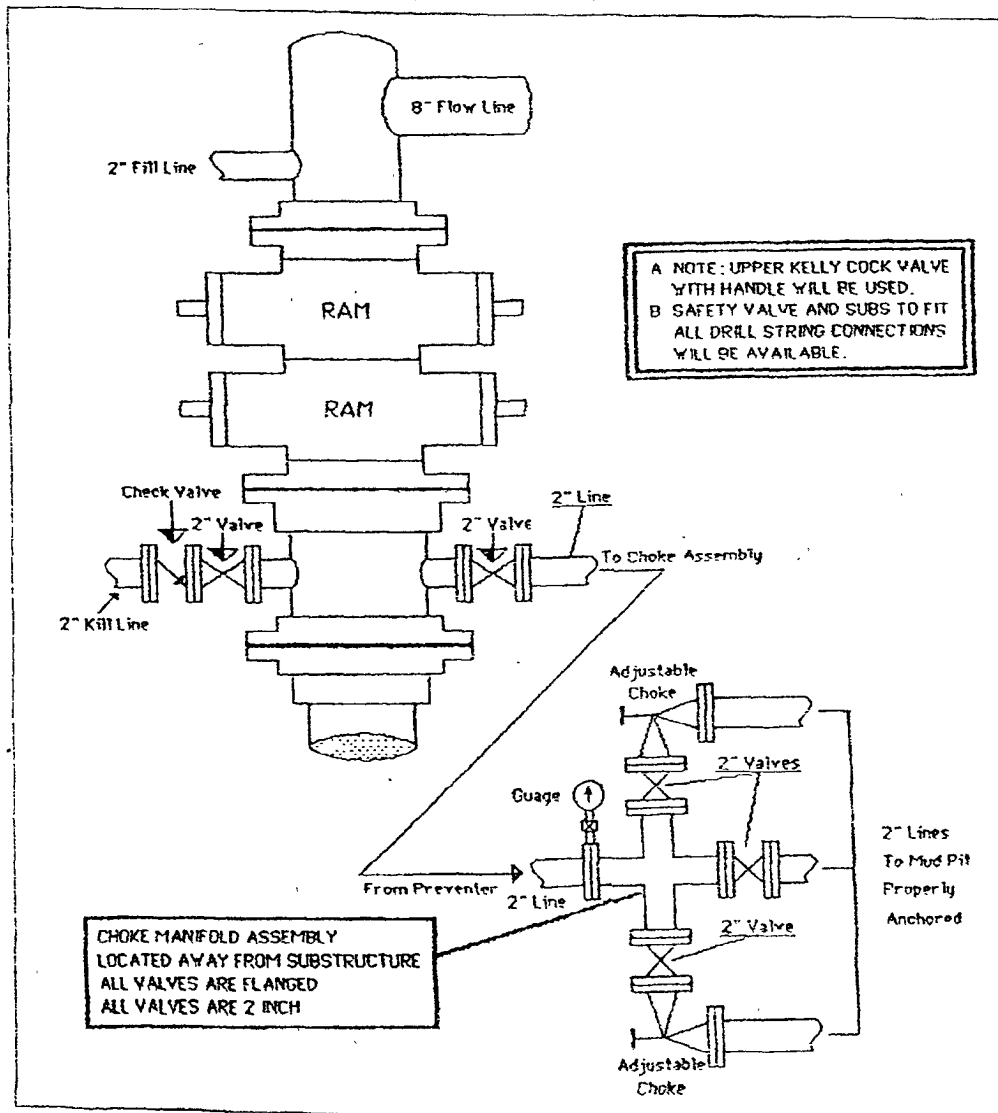 8" Flow Line
2" Fill Line
A NOTE: UPPER KELLY COCK VALVE
WITH HANDLE WILL BE USED.
B SAFETY VALVE AND SUBS TO FIT
ALL DRILL STRING CONNECTIONS
WILL BE AVAILABLE.
RAM
RAM
Check Valve
2" Valve
2" Valve
2" Line
To Choke Assembly
2" Kill Line
Adjustable
Choke
2" Valves
Guage
2" Lines
To Mud Pit
Properly
Anchored
From Preventer
2" Line
2" Valve
CHOKE MANIFOLD ASSEMBLY
LOCATED AWAY FROM SUBSTRUCTURE
ALL VALVES ARE FLANGED
ALL VALVES ARE 2 INCH
Adjustable
Choke